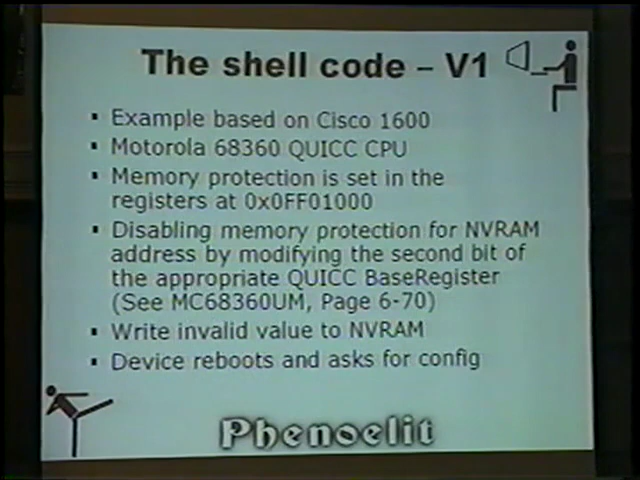 The shell code – V1
▪ Example based on Cisco 1600
▪ Motorola 68360 QUICC CPU
▪ Memory protection is set in the
registers at 0x0FF01000
▪ Disabling memory protection for NVRAM
address by modifying the second bit of
the appropriate QUICC BaseRegister
(See MC68360UM, Page 6-70)
▪ Write invalid value to NVRAM
▪ Device reboots and asks for config
Phenoelit